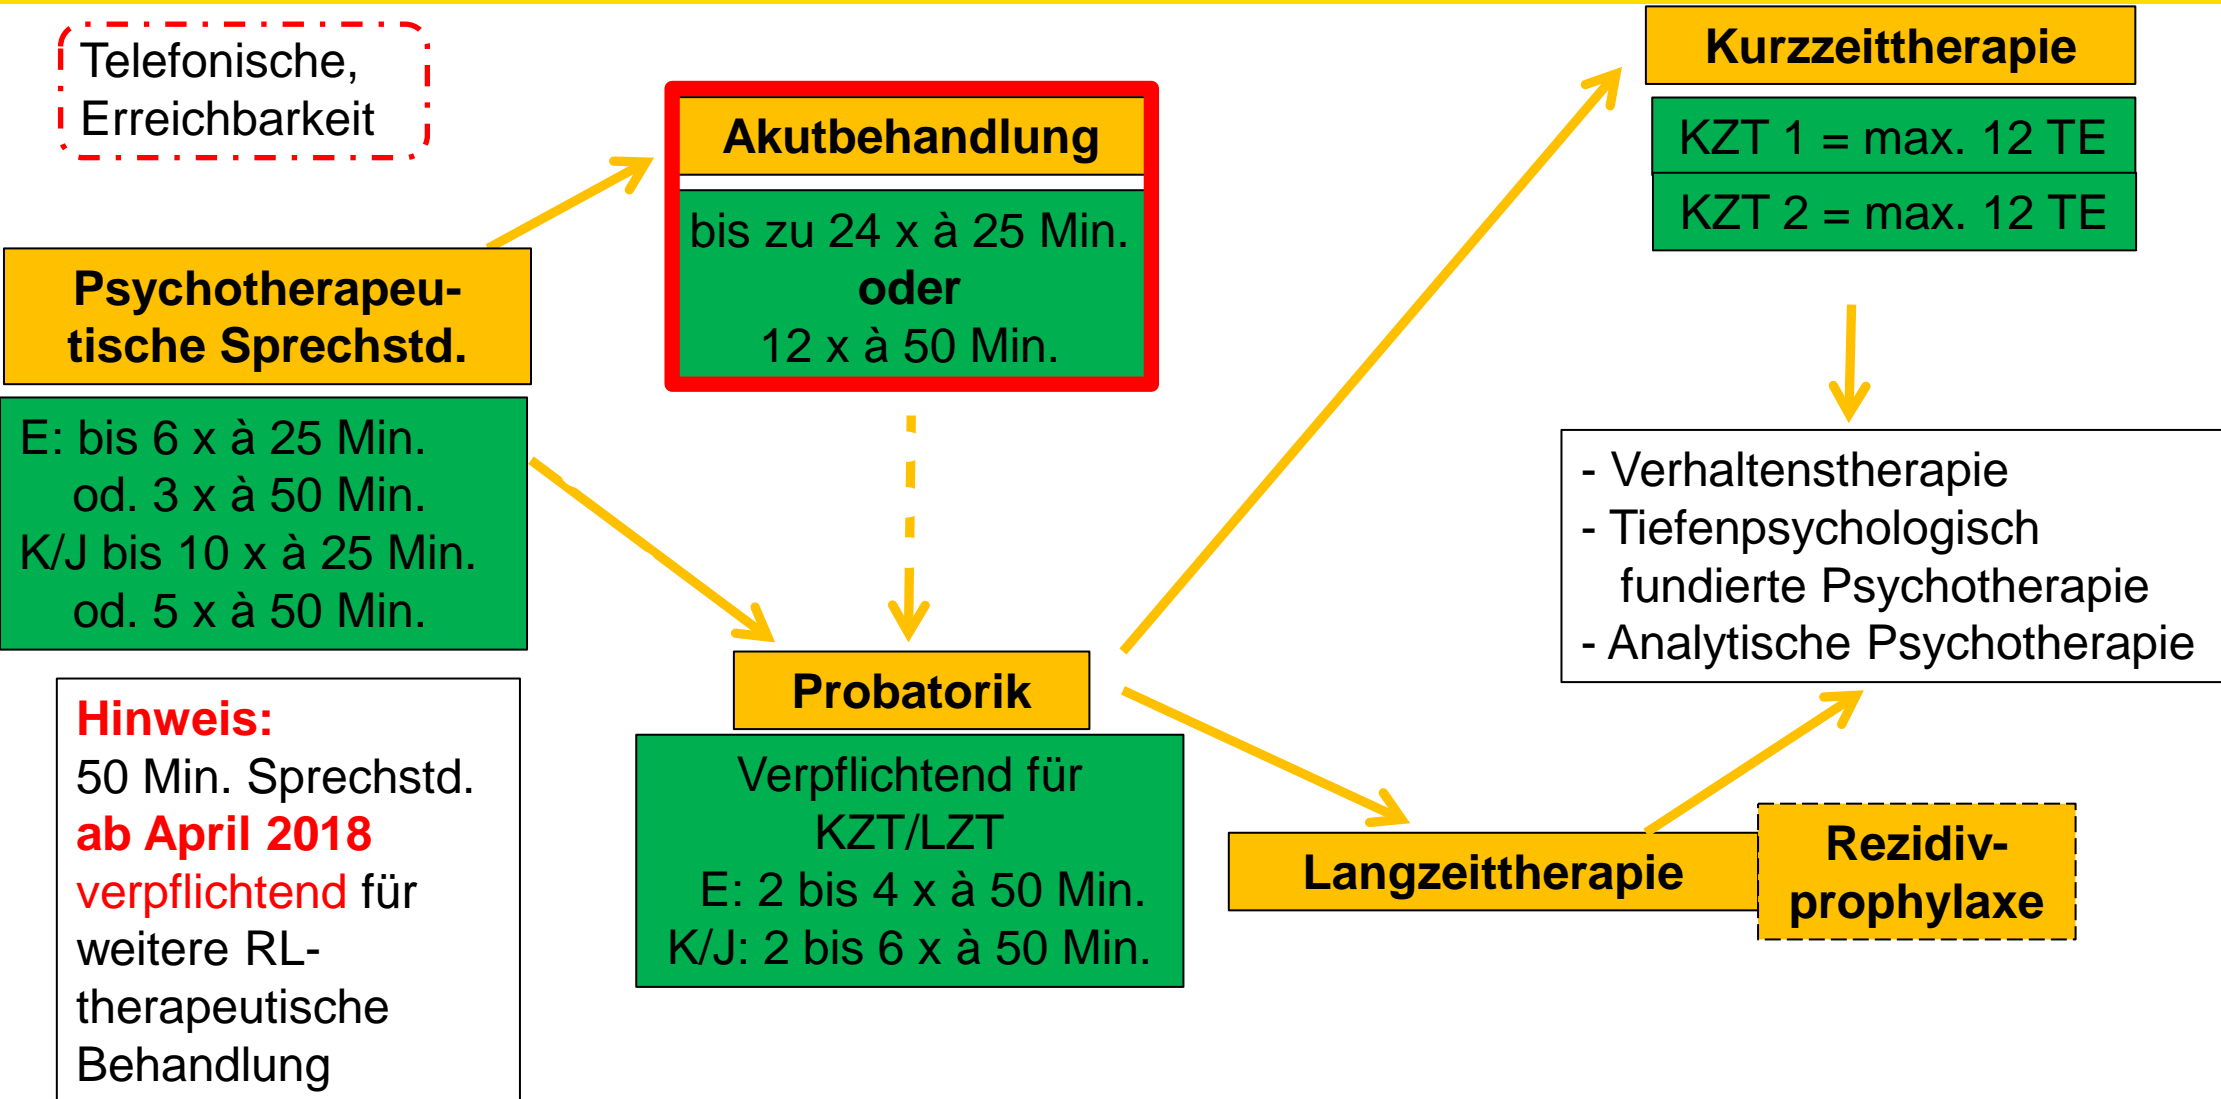 Telefonische,
Erreichbarkeit
Psychotherapeu-
tische Sprechstd.
E: bis 6 x à 25 Min.
od. 3 x à 50 Min.
K/J bis 10 x à 25 Min.
od. 5 x à 50 Min.
Hinweis:
50 Min. Sprechstd.
ab April 2018
verpflichtend für
weitere RL-
therapeutische
Behandlung
Akutbehandlung
bis zu 24 x à 25 Min.
oder
12 x à 50 Min.
Probatorik
Verpflichtend für
KZT/LZT
E: 2 bis 4 x à 50 Min.
K/J: 2 bis 6 x à 50 Min.
Kurzzeittherapie
KZT 1 = max. 12 TE
KZT 2 = max. 12 TE
- Verhaltenstherapie
- Tiefenpsychologisch
fundierte Psychotherapie
- Analytische Psychotherapie
Langzeittherapie
Rezidiv-
prophylaxe